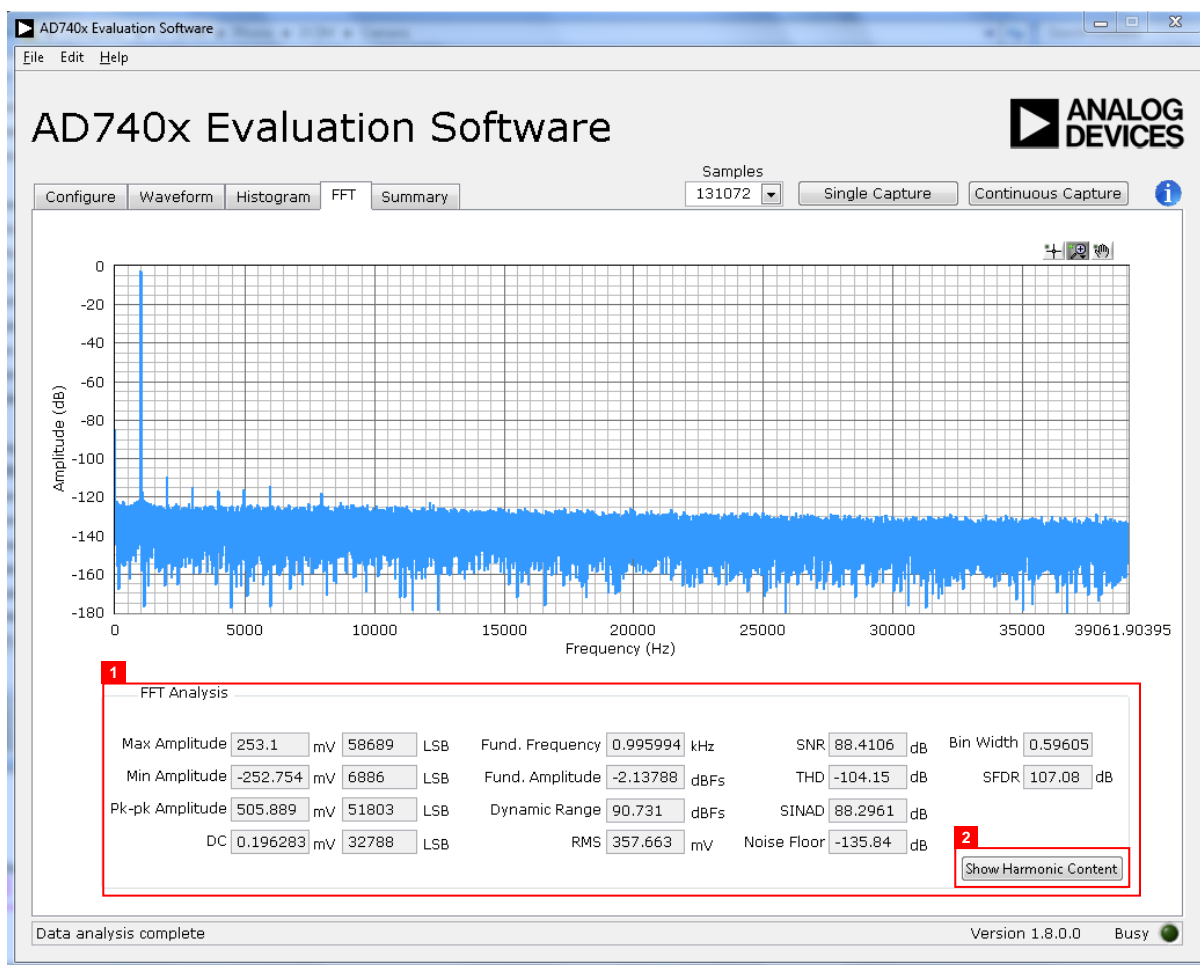 AD740x Evaluation Software
File Edit Help
AD740x Evaluation Software
ANALOG
DEVICES
Samples
Configure Waveform Histogram FFT Summary 131072 Single Capture Continuous Capture i
0
-20
-40
-60
-80
-100
-120
-140
-160
-180
Amplitude (dB)
0 5000 10000 15000 20000 25000 30000 35000 39061.90395
Frequency (Hz)
1
FFT Analysis
Max Amplitude 253.1 mV 58689 LSB Fund. Frequency 0.995994 kHz SNR 88.4106 dB Bin Width 0.59605
Min Amplitude -252.754 mV 6886 LSB Fund. Amplitude -2.13788 dBFs THD -104.15 dB SFDR 107.08 dB
Pk-pk Amplitude 505.889 mV 51803 LSB Dynamic Range 90.731 dBFs SINAD 88.2961 dB
DC 0.196283 mV 32788 LSB RMS 357.663 mV Noise Floor -135.84 dB
2
Show Harmonic Content
Data analysis complete Version 1.8.0.0 Busy